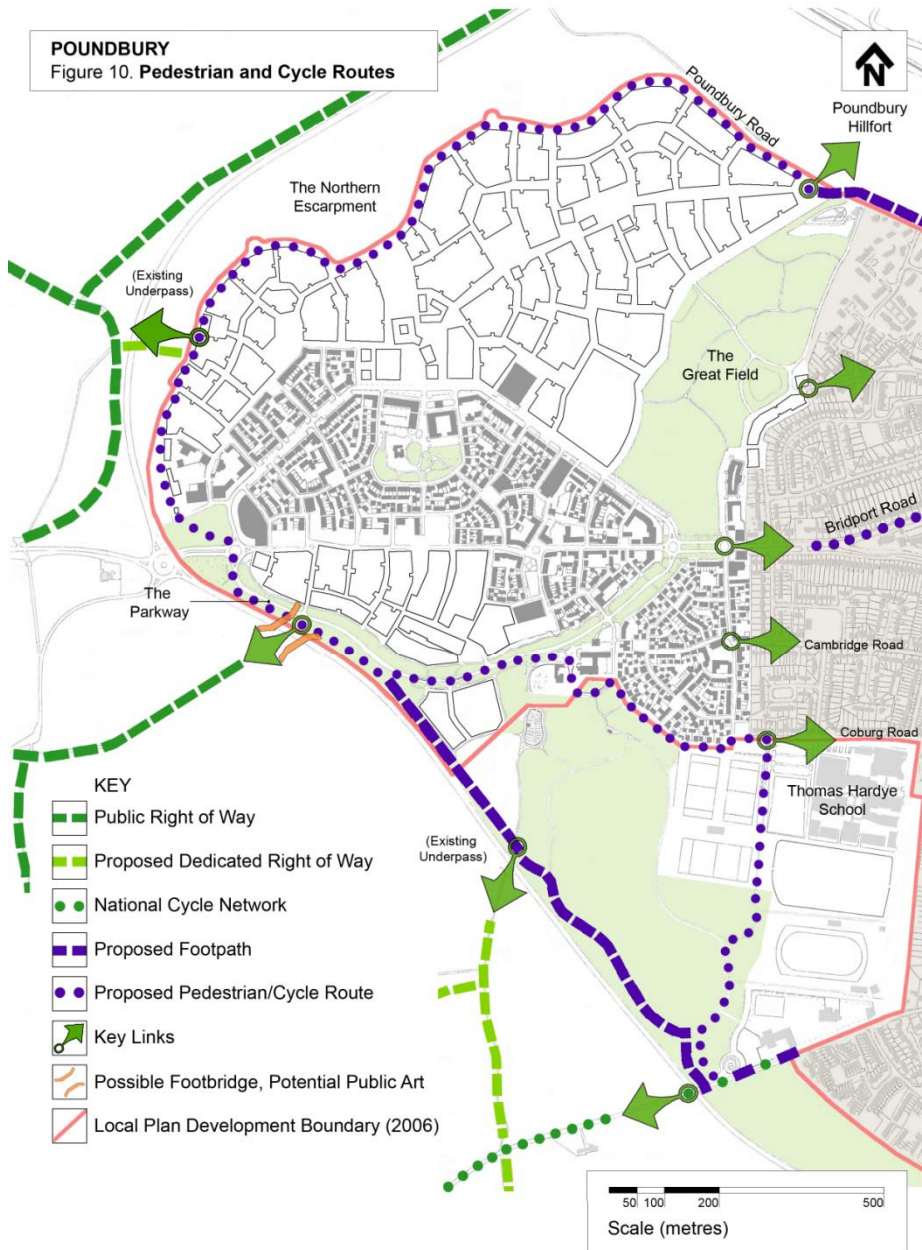 POUNDBURY
Figure 10. Pedestrian and Cycle Routes
N
Poundbury
Hillfort
Poundbury Road
The Northern
Escarpment
(Existing
Underpass)
The
Great Field
Bridport Road
The
Parkway
Cambridge Road
Coburg Road
Thomas Hardye
School
(Existing
Underpass)
KEY
Public Right of Way
Proposed Dedicated Right of Way
National Cycle Network
Proposed Footpath
Proposed Pedestrian/Cycle Route
Key Links
Possible Footbridge, Potential Public Art
Local Plan Development Boundary (2006)
50 100 200 500
Scale (metres)